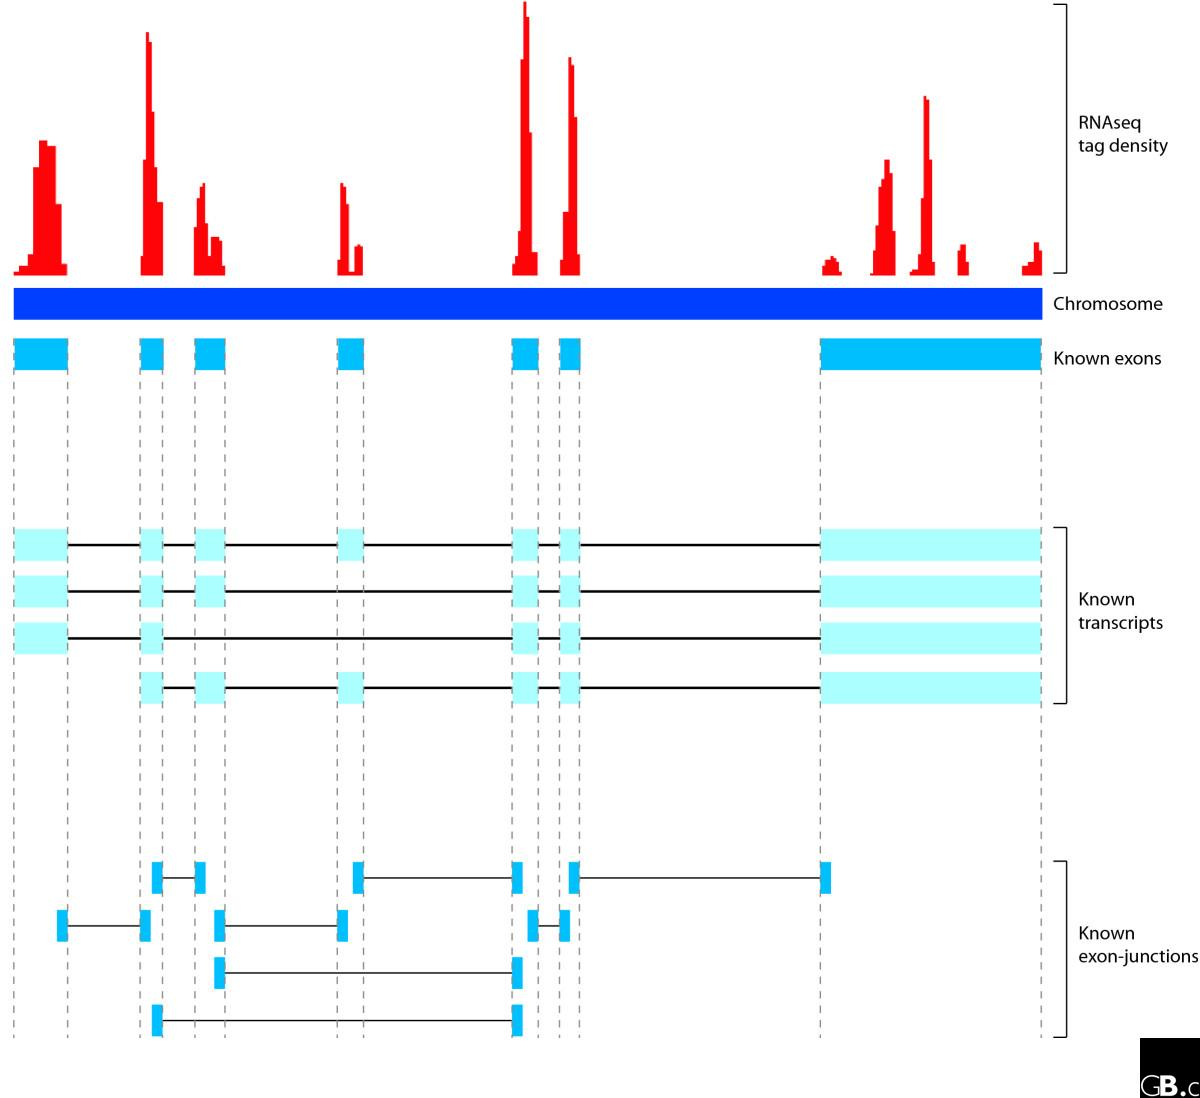 RNAseq
tag density
Chromosome
Known exons
Known
transcripts
Known
exon-junctions
GB.c